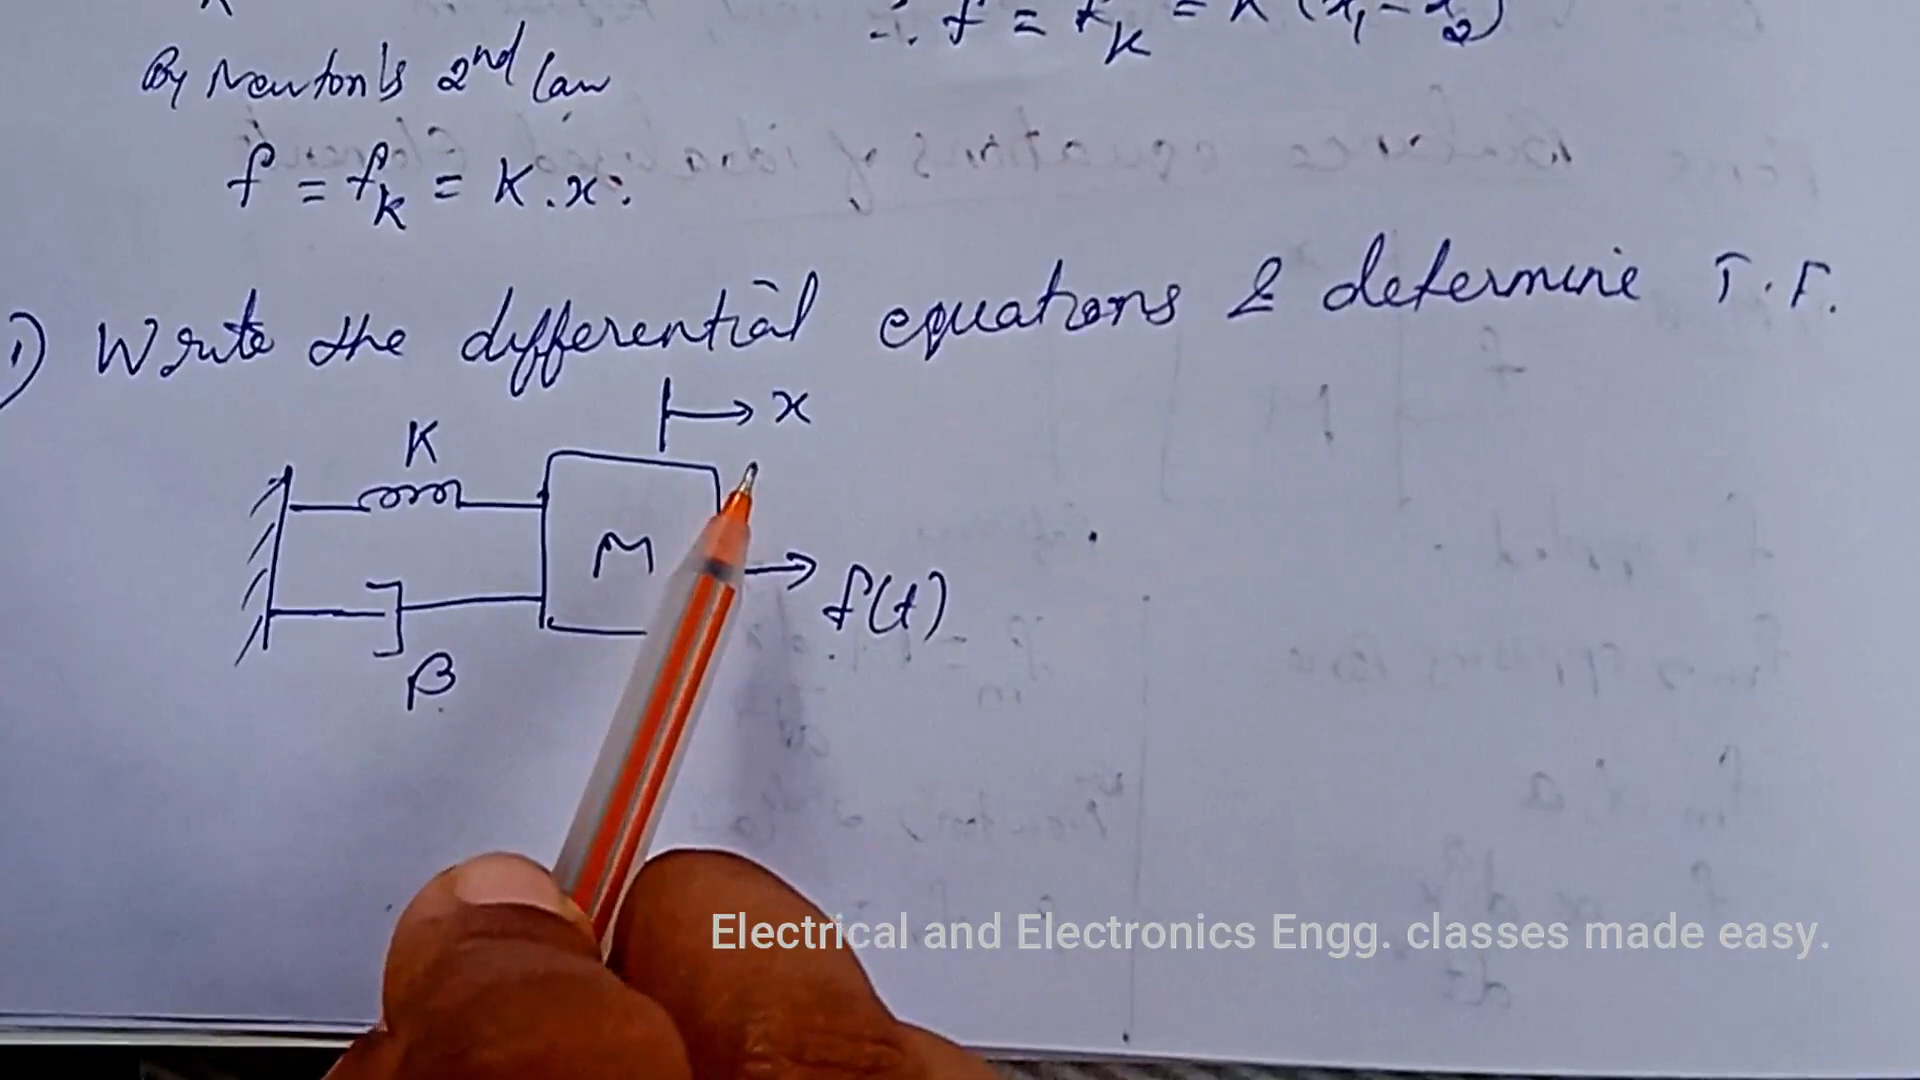 ∴ f = f_K = K (x₁ - x₂)
By Newton's 2nd law
f = f_K = K.x:
1) Write the differential equations & determine T.F.
x
K
M
f(t)
B
Electrical and Electronics Engg. classes made easy.